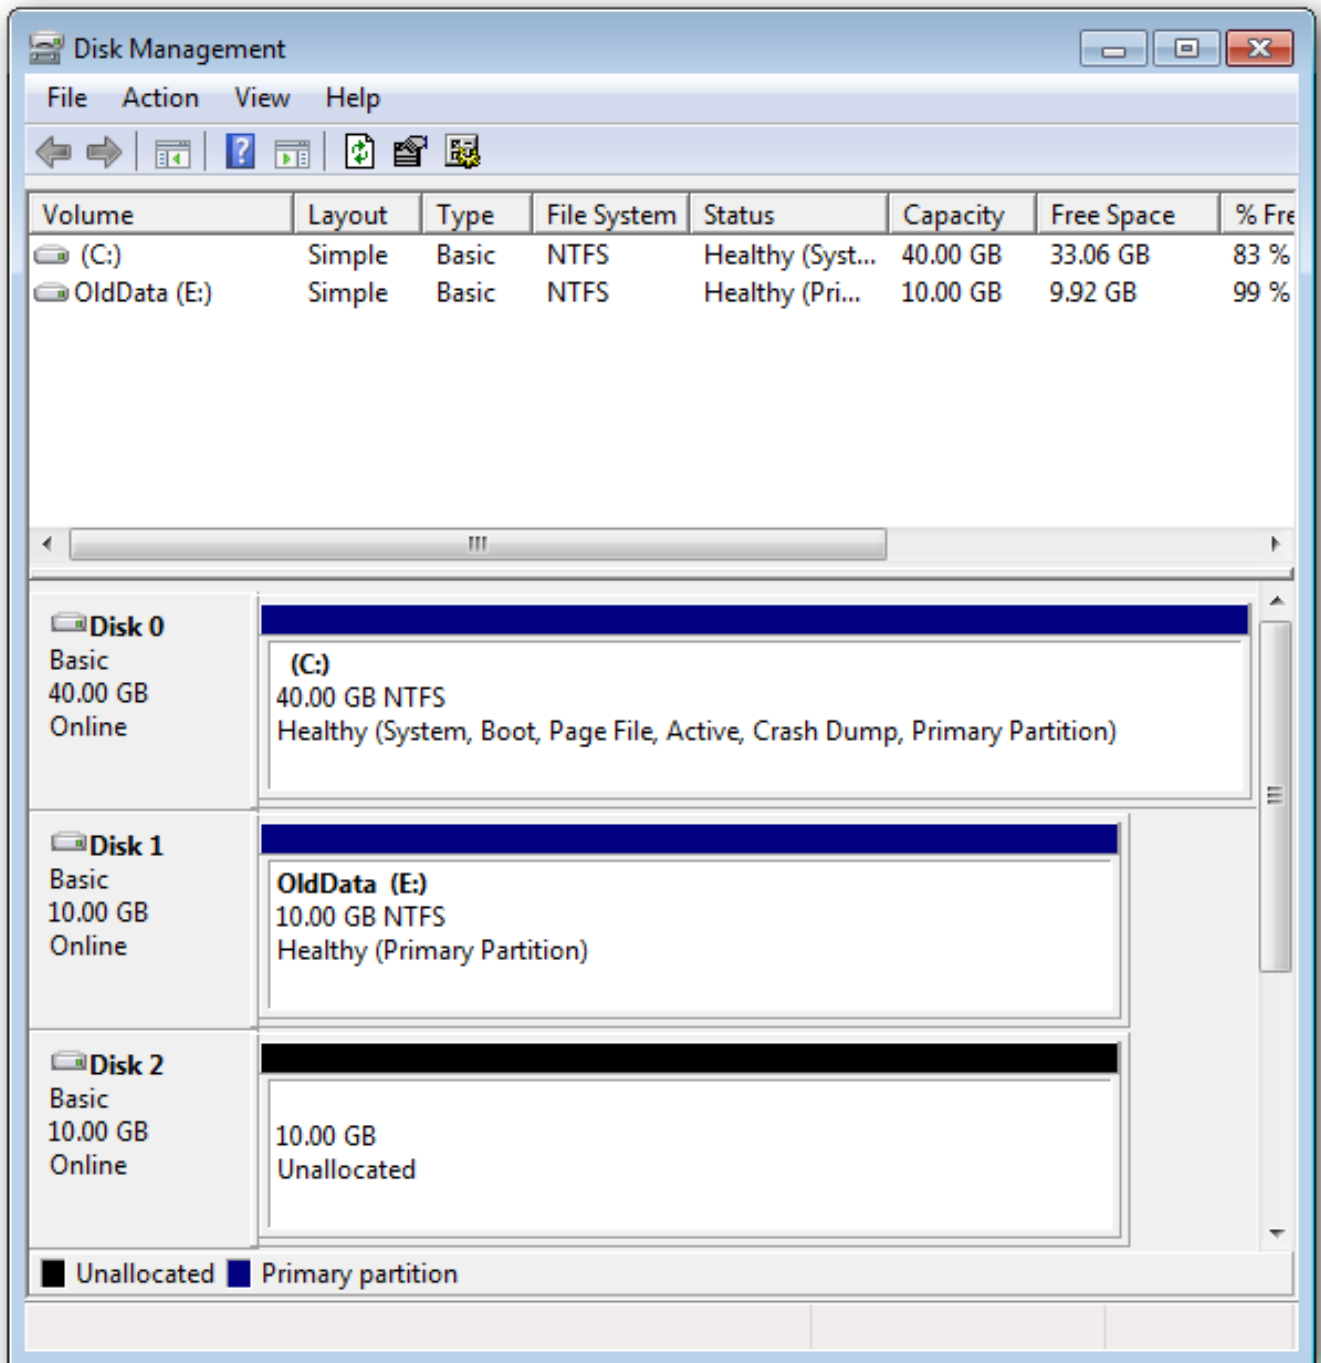 Disk Management
File Action View Help
Volume Layout Type File System Status Capacity Free Space % Fre
(C:) Simple Basic NTFS Healthy (Syst... 40.00 GB 33.06 GB 83 %
OldData (E:) Simple Basic NTFS Healthy (Pri... 10.00 GB 9.92 GB 99 %
Disk 0
Basic
40.00 GB
Online
(C:)
40.00 GB NTFS
Healthy (System, Boot, Page File, Active, Crash Dump, Primary Partition)
Disk 1
Basic
10.00 GB
Online
OldData (E:)
10.00 GB NTFS
Healthy (Primary Partition)
Disk 2
Basic
10.00 GB
Online
10.00 GB
Unallocated
Unallocated Primary partition